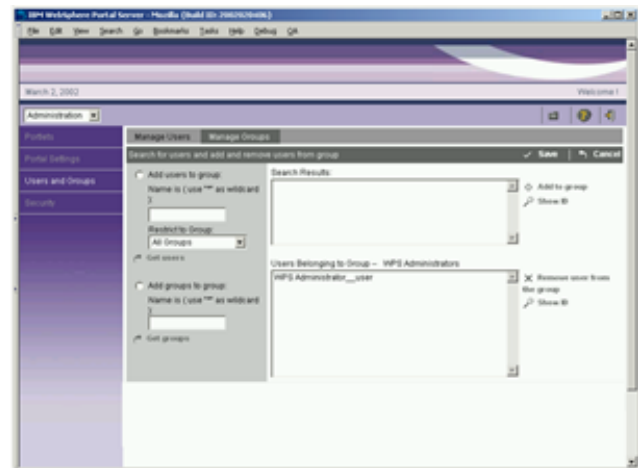 IBM WebSphere Portal Server - Mozilla {Build ID: 2002020406}
File Edit View Search Go Bookmarks Tasks Help Debug QA
March 2, 2002
Welcome !
Administration
Portlets
Portal Settings
Users and Groups
Security
Manage Users
Manage Groups
Search for users and add and remove users from group
Save
Cancel
Add users to group:
Name is ( use "*" as wildcard
)
Restrict to Group:
All Groups
Get users
Add groups to group:
Name is ( use "*" as wildcard
)
Get groups
Search Results:
Add to group
Show ID
Users Belonging to Group -- WPS Administrators
WPS Administrator__user
Remove user from
the group
Show ID